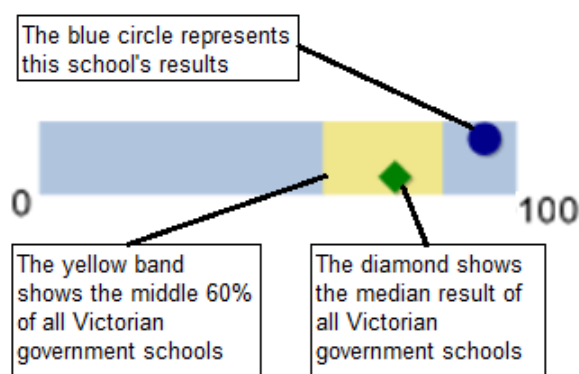 The blue circle represents
this school's results
0
100
The yellow band
shows the middle 60%
of all Victorian
government schools
The diamond shows
the median result of
all Victorian
government schools